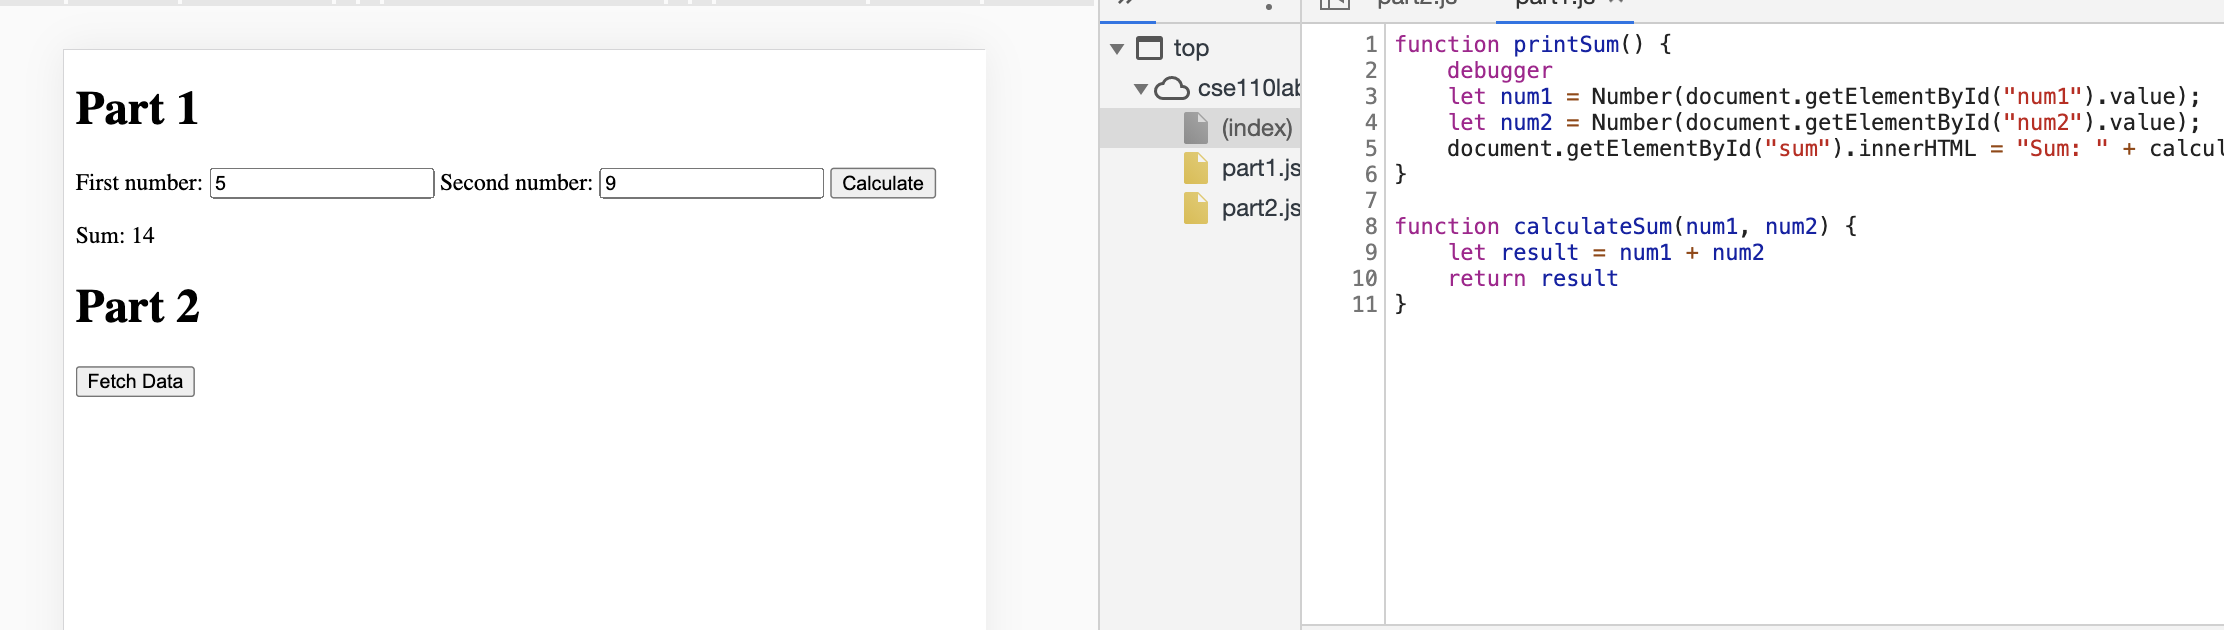 Part 1
First number: 5 Second number: 9 Calculate
Sum: 14
Part 2
Fetch Data
top
cse110lab
(index)
part1.js
part2.js
part2.js part1.js ×
1 function printSum() {
2 debugger
3 let num1 = Number(document.getElementById("num1").value);
4 let num2 = Number(document.getElementById("num2").value);
5 document.getElementById("sum").innerHTML = "Sum: " + calcul
6 }
7
8 function calculateSum(num1, num2) {
9 let result = num1 + num2
10 return result
11 }